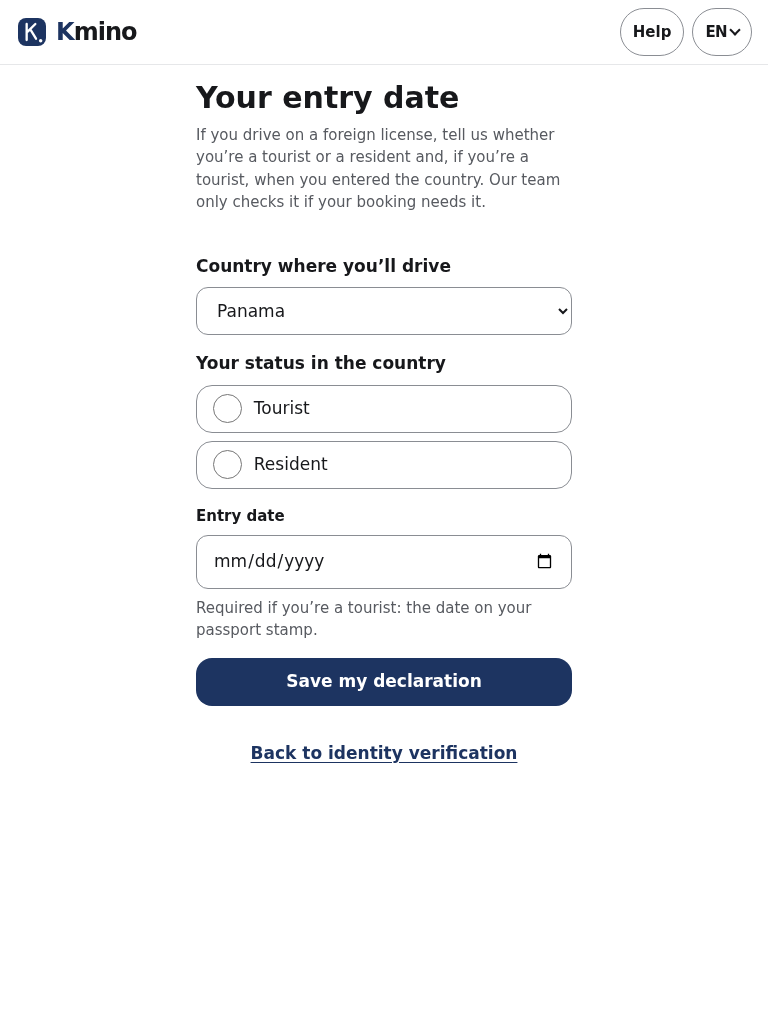 K. Kmino
Help
EN
Your entry date
If you drive on a foreign license, tell us whether
you’re a tourist or a resident and, if you’re a
tourist, when you entered the country. Our team
only checks it if your booking needs it.
Country where you’ll drive
Panama
Your status in the country
Tourist
Resident
Entry date
mm/dd/yyyy
Required if you’re a tourist: the date on your
passport stamp.
Save my declaration
Back to identity verification